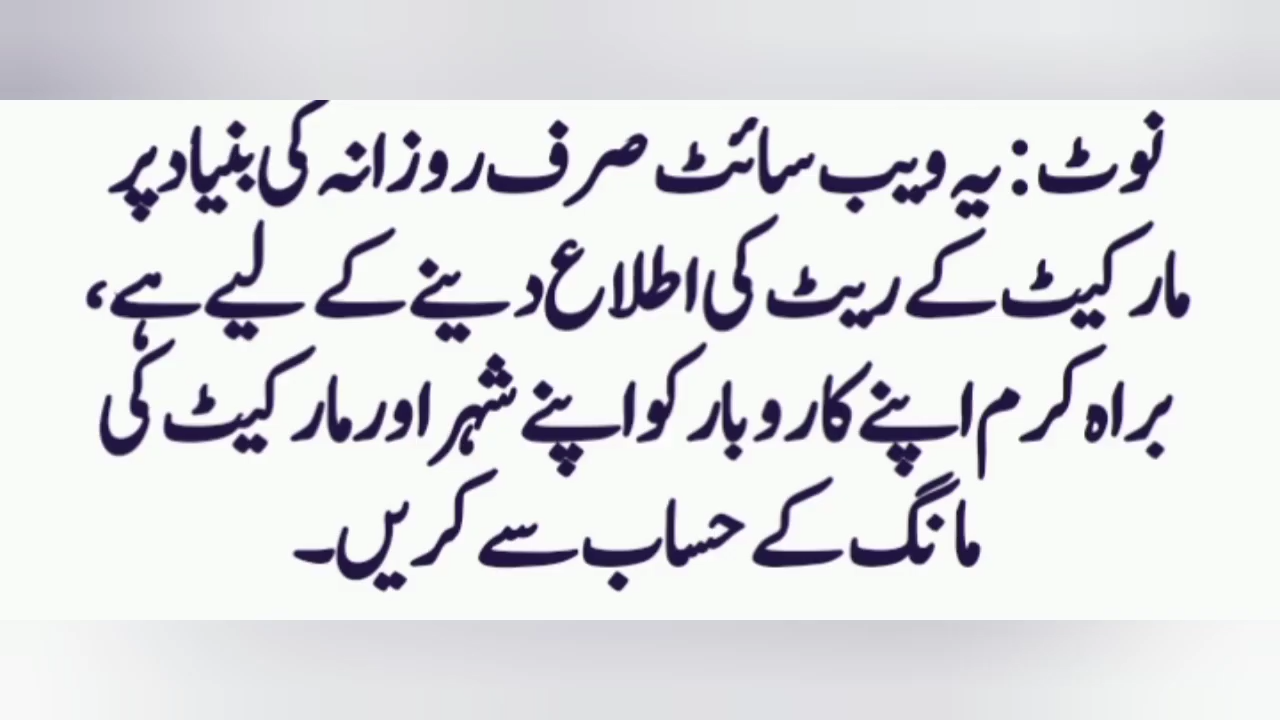 نوٹ: یہ ویب سائٹ صرف روزانہ کی بنیاد پر
مارکیٹ کے ریٹ کی اطلاع دینے کے لیے ہے،
براہ کرم اپنے کاروبار کو اپنے شہر اور مارکیٹ کی
مانگ کے حساب سے کریں۔